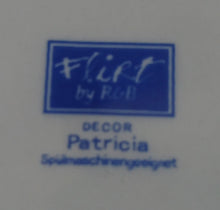 Flirt
by R&B
DECOR
Patricia
Spülmaschinengeeignet